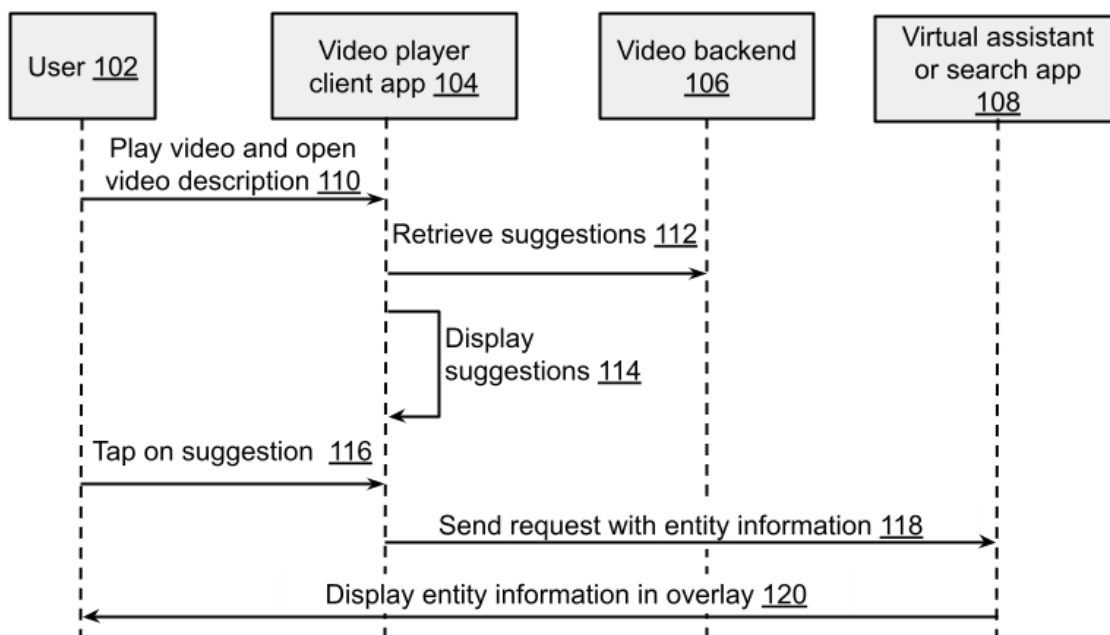 User 102
Video player
client app 104
Video backend
106
Virtual assistant
or search app
108
Play video and open
video description 110
Retrieve suggestions 112
Display
suggestions 114
Tap on suggestion 116
Send request with entity information 118
Display entity information in overlay 120